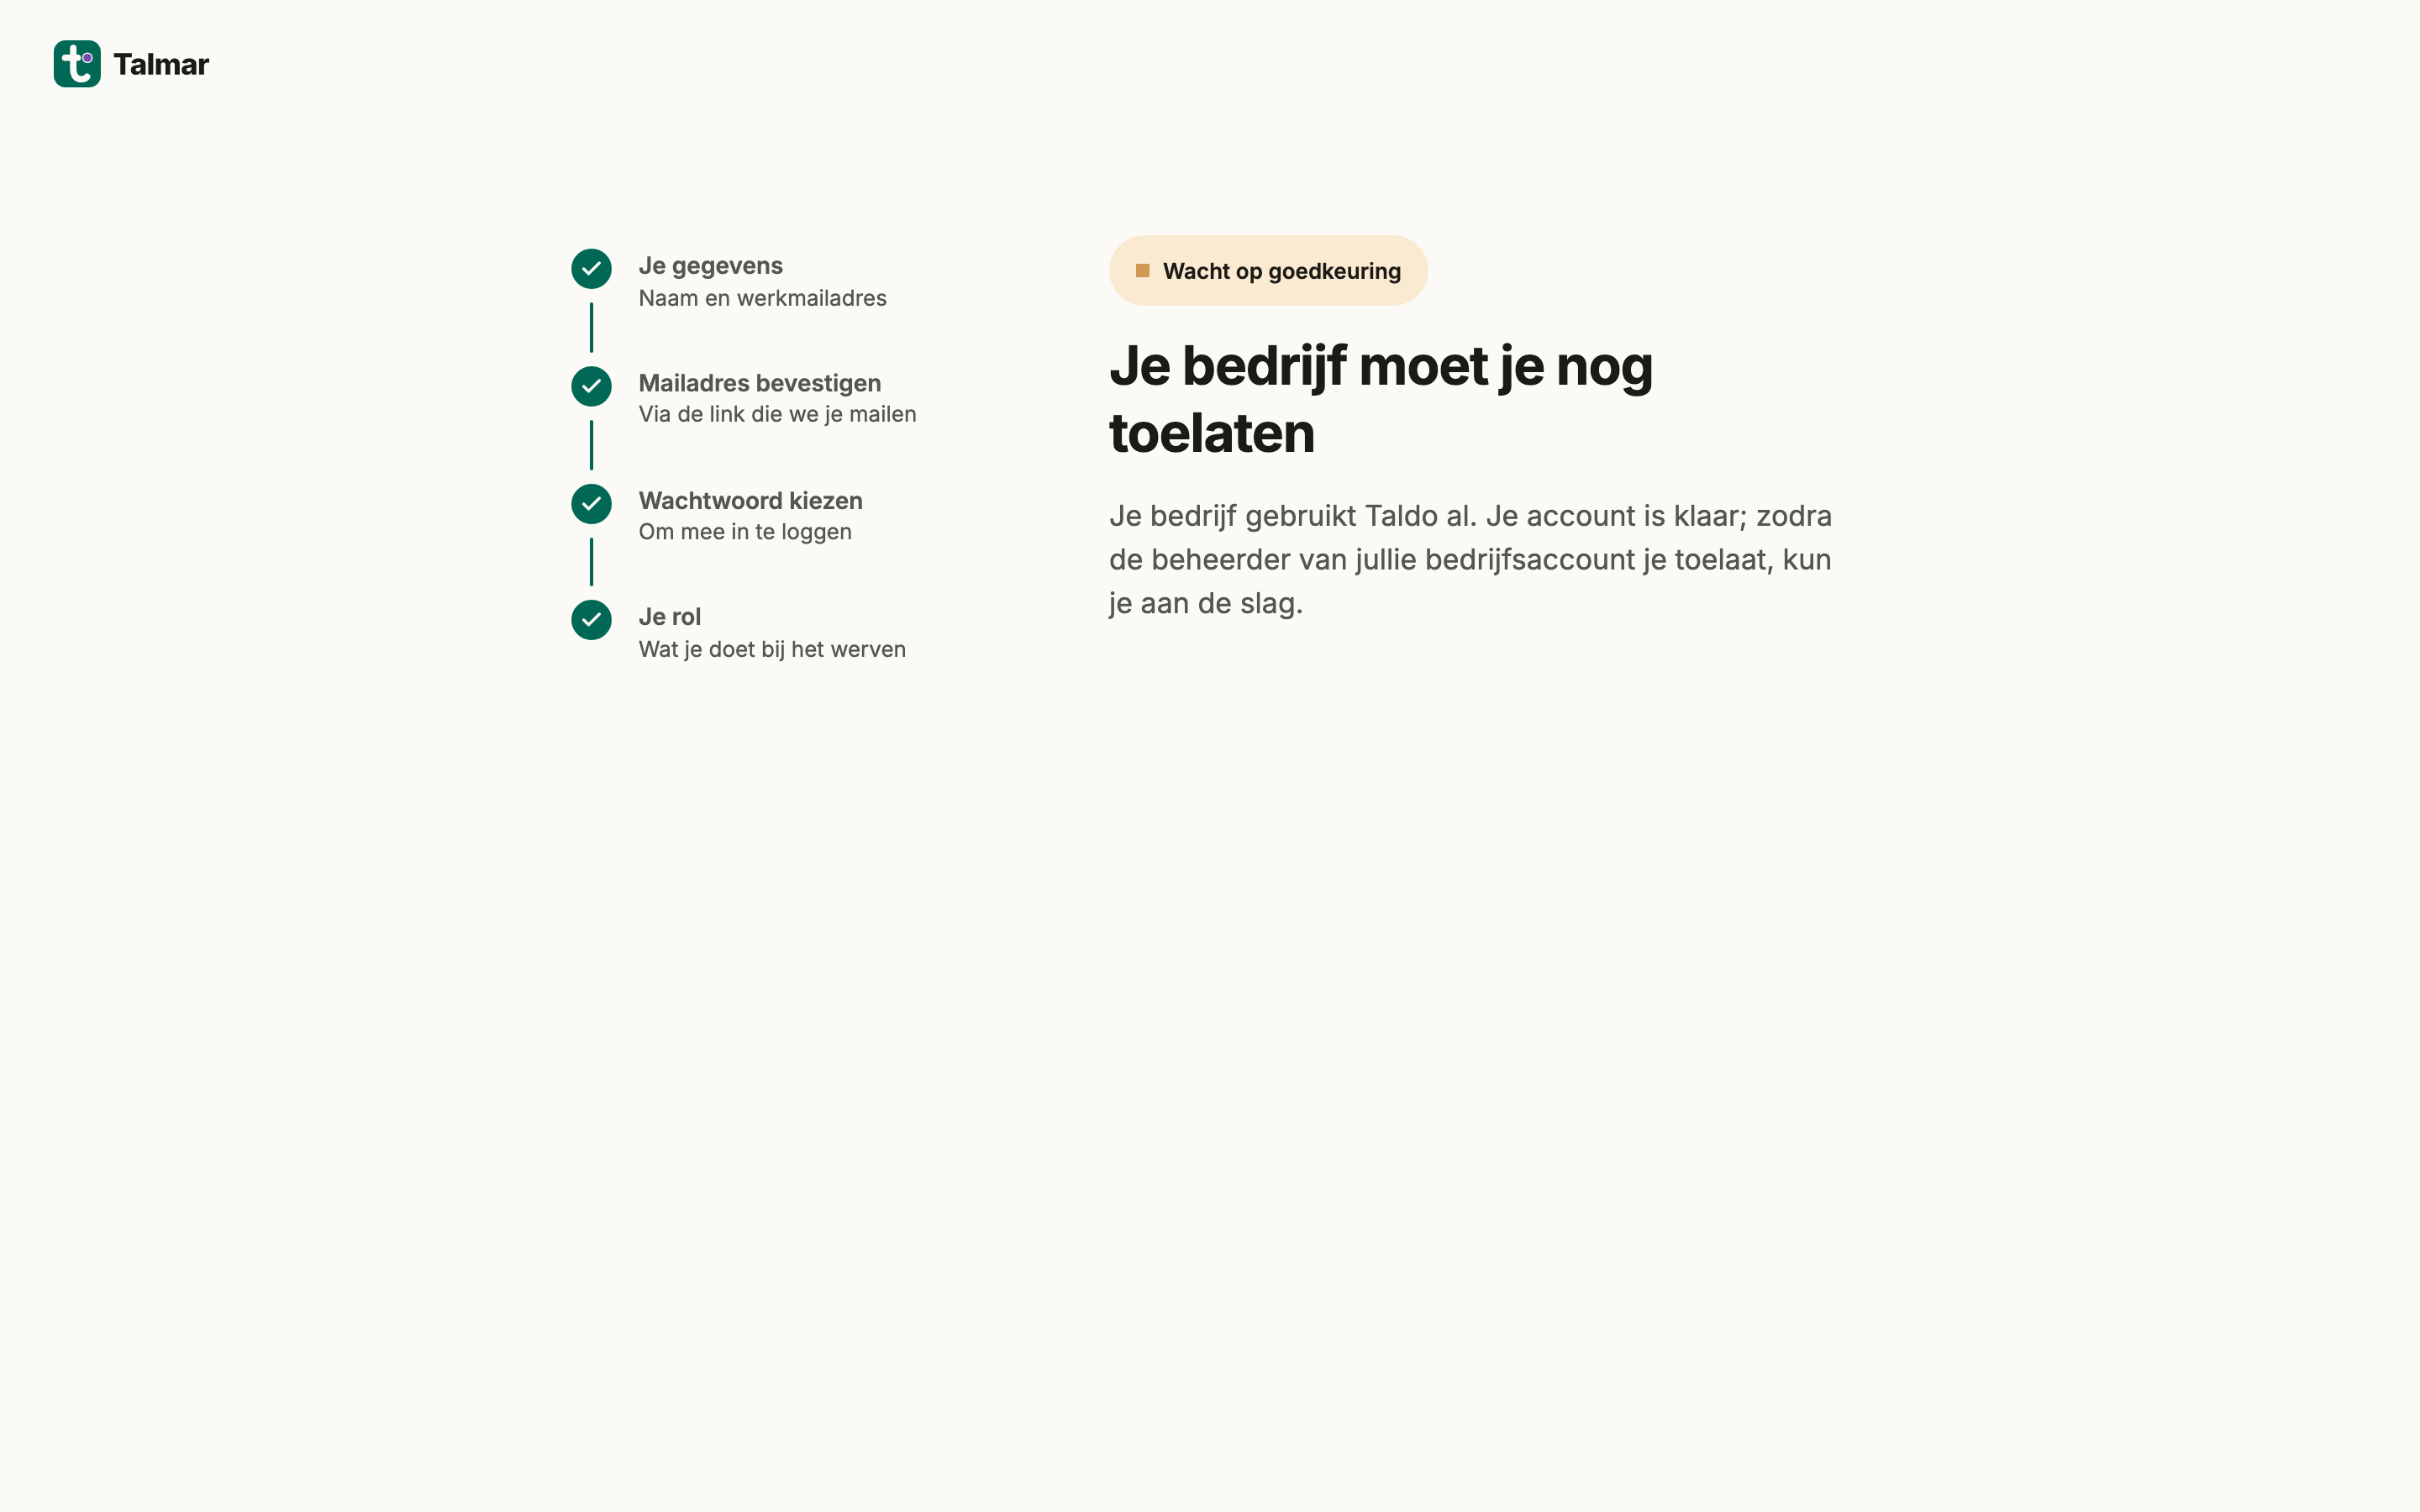 Talmar
Je gegevens
Naam en werkmailadres
Mailadres bevestigen
Via de link die we je mailen
Wachtwoord kiezen
Om mee in te loggen
Je rol
Wat je doet bij het werven
Wacht op goedkeuring
Je bedrijf moet je nog
toelaten
Je bedrijf gebruikt Taldo al. Je account is klaar; zodra
de beheerder van jullie bedrijfsaccount je toelaat, kun
je aan de slag.